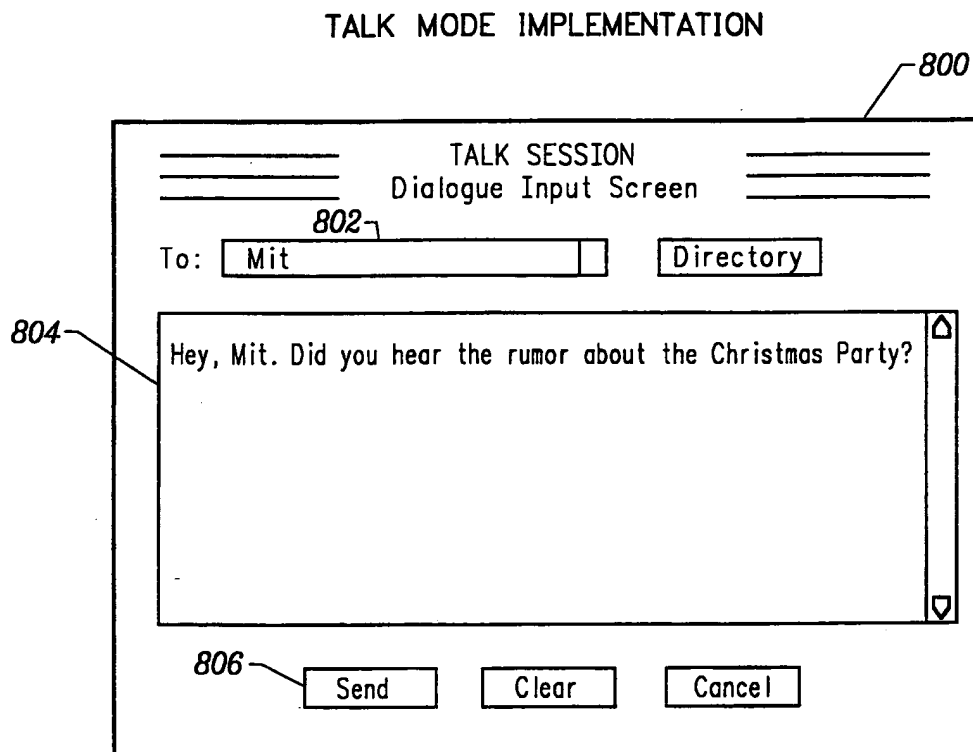 TALK MODE IMPLEMENTATION
800
TALK SESSION
Dialogue Input Screen
802
To: Mit Directory
804
Hey, Mit. Did you hear the rumor about the Christmas Party?
806
Send Clear Cancel